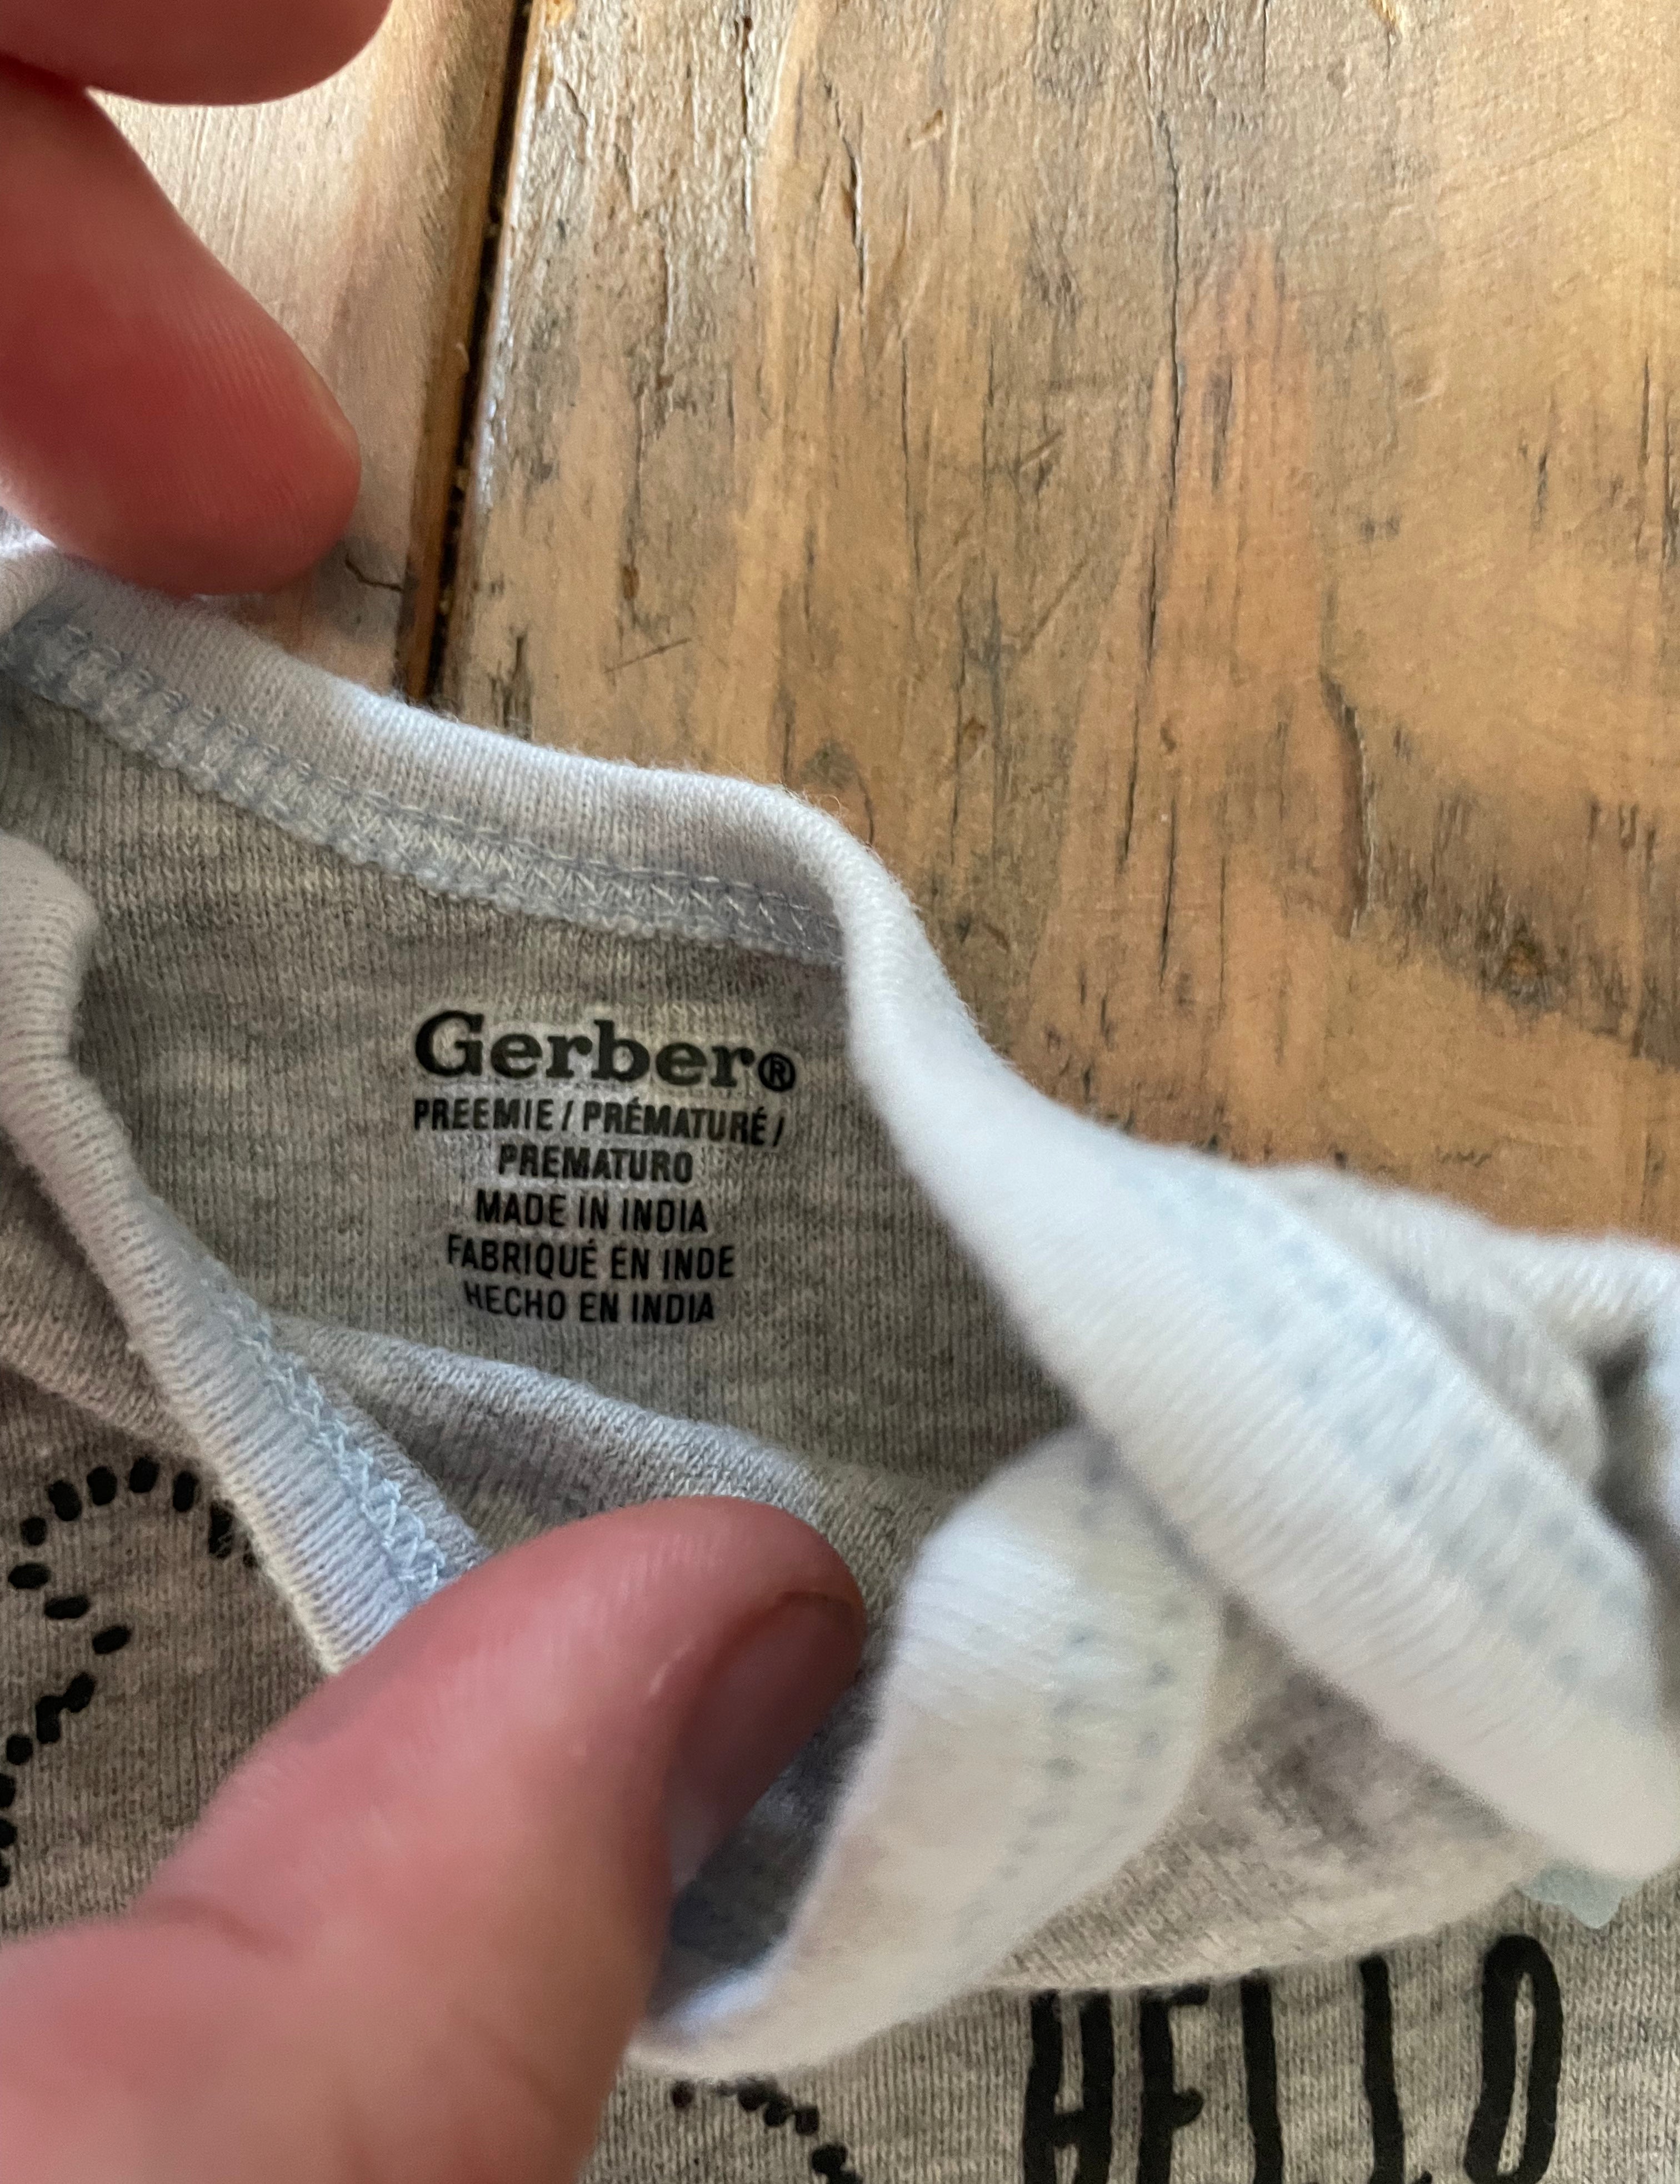 Gerber®
PREEMIE / PRÉMATURÉ /
PREMATURO
MADE IN INDIA
FABRIQUÉ EN INDE
HECHO EN INDIA
HELLO